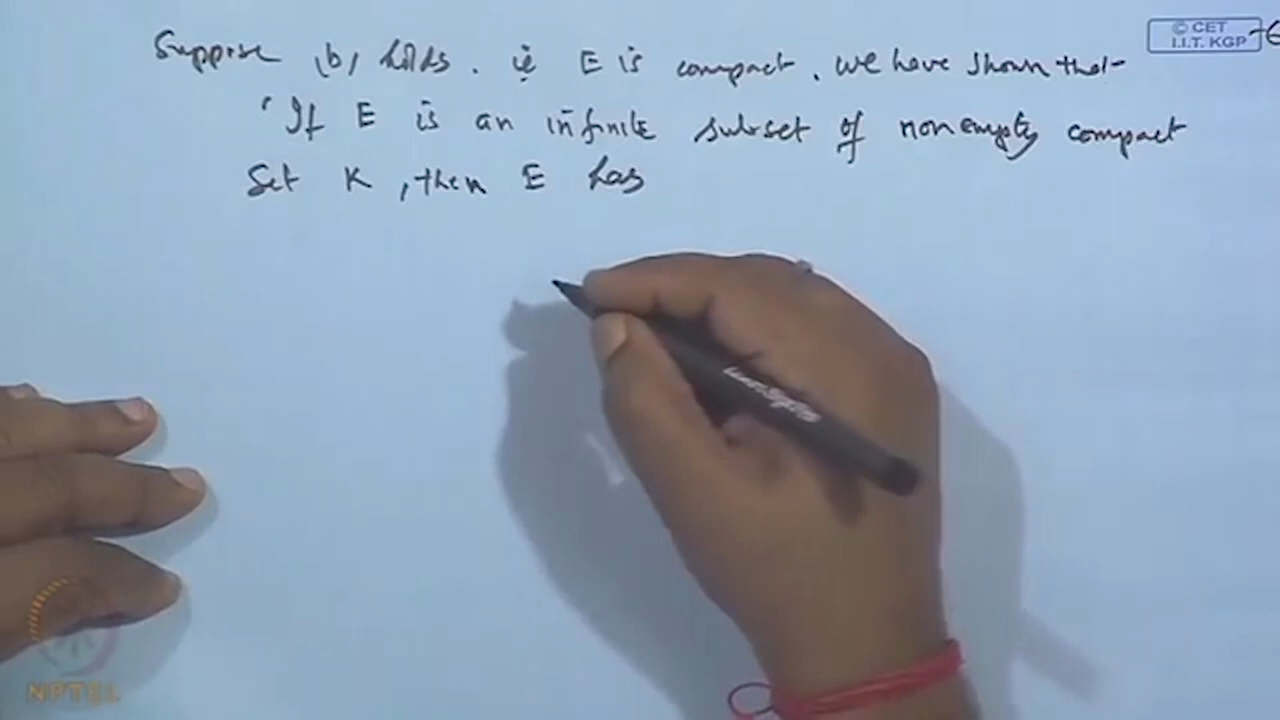 Suppose (b) holds. ie E is compact. We have shown that
"If E is an infinite subset of nonempty compact
Set K, then E has
© CET
I.I.T. KGP
NPTEL